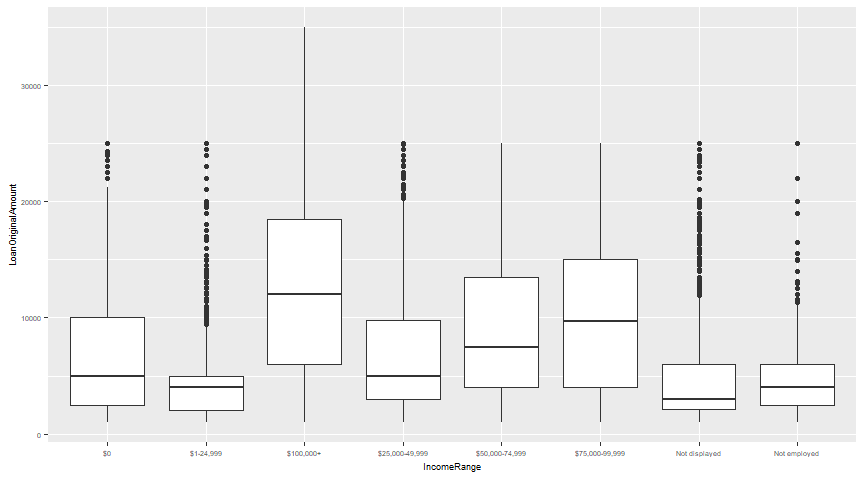 30000
20000
10000
0
LoanOriginalAmount
$0
$1-24,999
$100,000+
$25,000-49,999
$50,000-74,999
$75,000-99,999
Not displayed
Not employed
IncomeRange